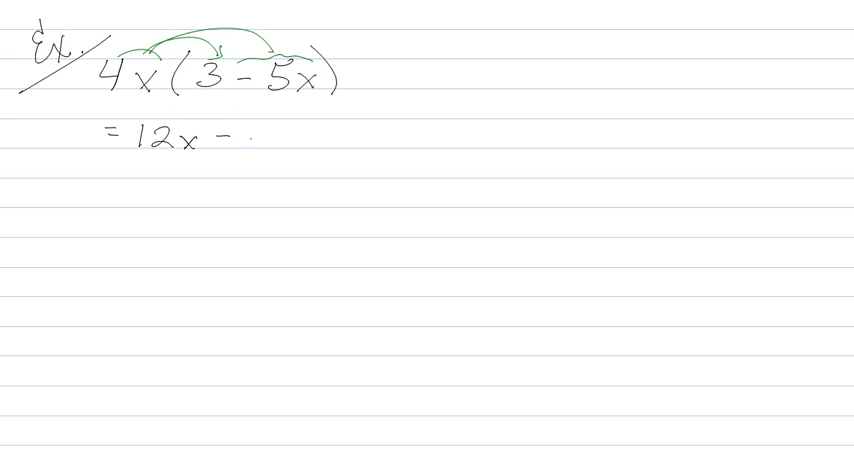 Ex. 4x(3 - 5x)
= 12x -